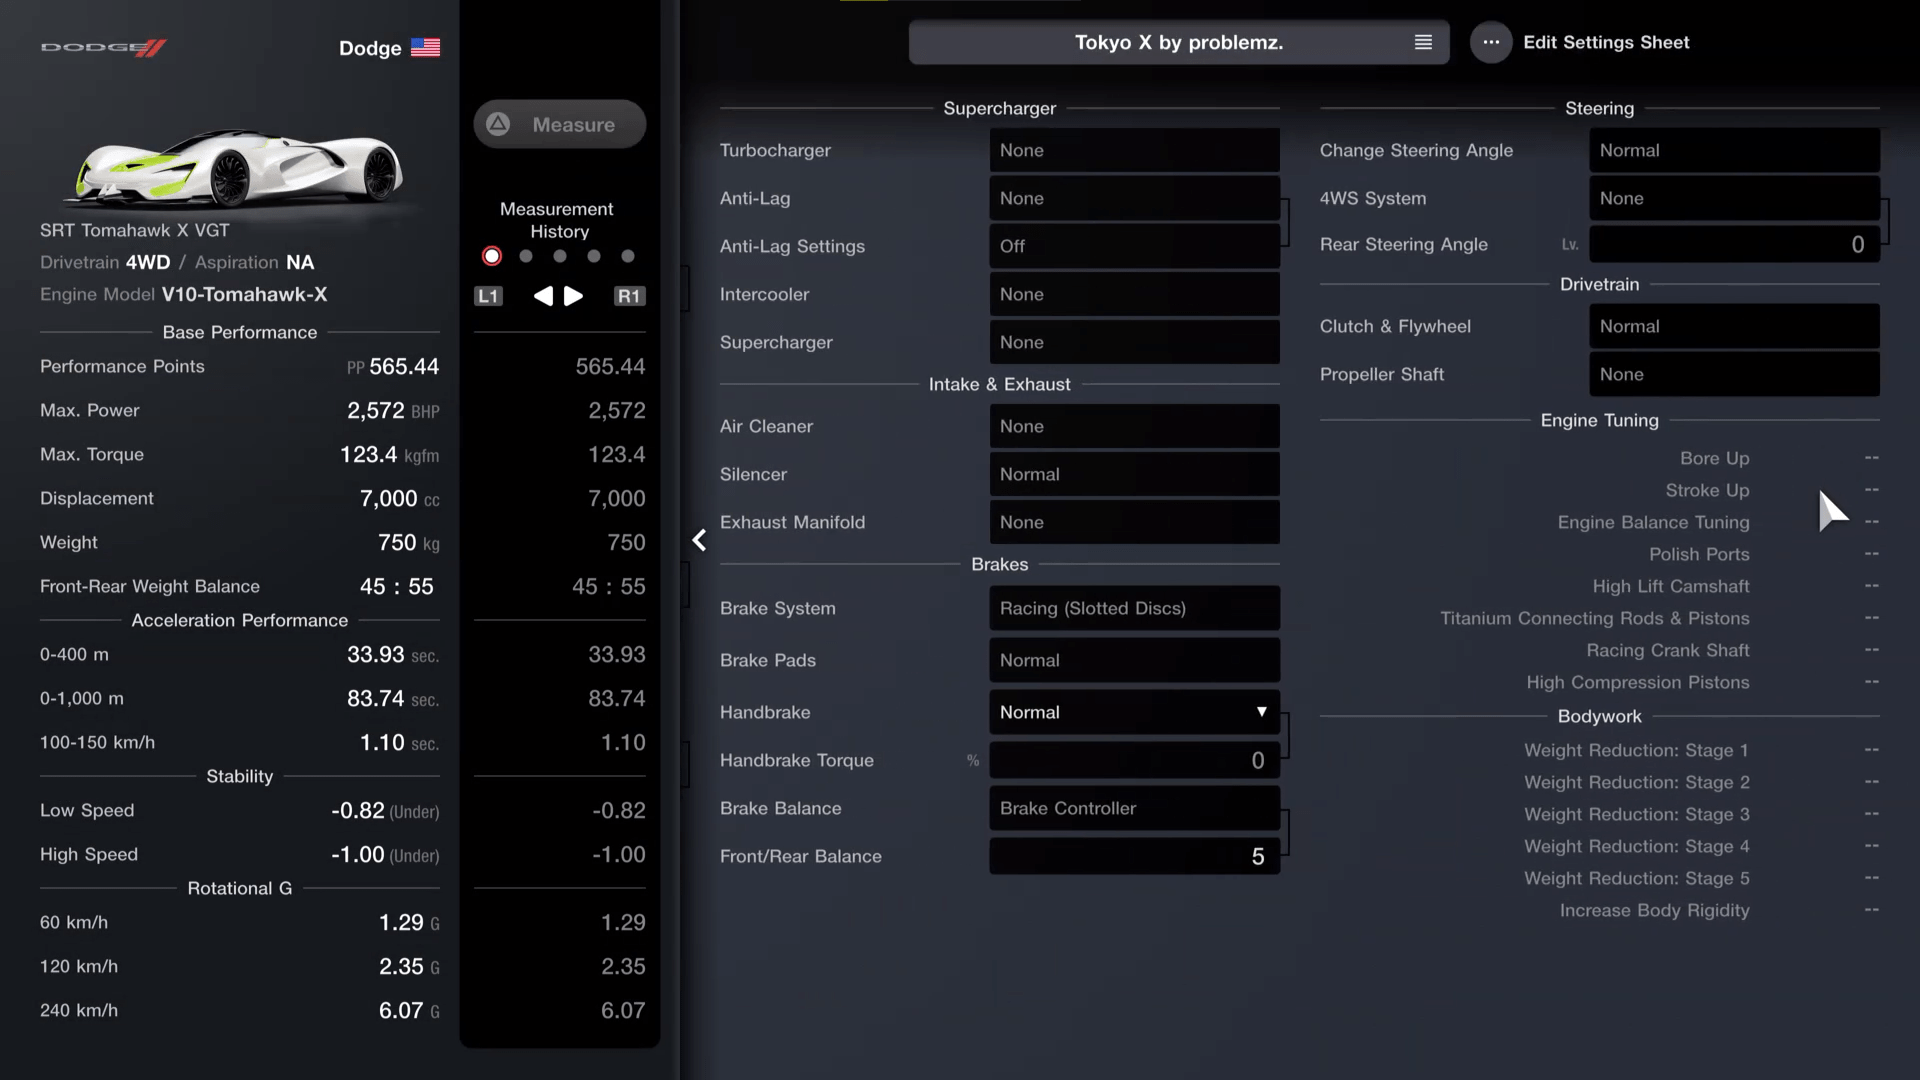 DODGE
Dodge
SRT Tomahawk X VGT
Drivetrain 4WD / Aspiration NA
Engine Model V10-Tomahawk-X
Base Performance
Performance Points PP 565.44
Max. Power 2,572 BHP
Max. Torque 123.4 kgfm
Displacement 7,000 cc
Weight 750 kg
Front-Rear Weight Balance 45 : 55
Acceleration Performance
0-400 m 33.93 sec.
0-1,000 m 83.74 sec.
100-150 km/h 1.10 sec.
Stability
Low Speed -0.82 (Under)
High Speed -1.00 (Under)
Rotational G
60 km/h 1.29 G
120 km/h 2.35 G
240 km/h 6.07 G
Measure
Measurement
History
L1 R1
565.44
2,572
123.4
7,000
750
45 : 55
33.93
83.74
1.10
-0.82
-1.00
1.29
2.35
6.07
Tokyo X by problemz.
Edit Settings Sheet
Supercharger
Turbocharger None
Anti-Lag None
Anti-Lag Settings Off
Intercooler None
Supercharger None
Intake & Exhaust
Air Cleaner None
Silencer Normal
Exhaust Manifold None
Brakes
Brake System Racing (Slotted Discs)
Brake Pads Normal
Handbrake Normal
Handbrake Torque % 0
Brake Balance Brake Controller
Front/Rear Balance 5
Steering
Change Steering Angle Normal
4WS System None
Rear Steering Angle Lv. 0
Drivetrain
Clutch & Flywheel Normal
Propeller Shaft None
Engine Tuning
Bore Up --
Stroke Up --
Engine Balance Tuning --
Polish Ports --
High Lift Camshaft --
Titanium Connecting Rods & Pistons --
Racing Crank Shaft --
High Compression Pistons --
Bodywork
Weight Reduction: Stage 1 --
Weight Reduction: Stage 2 --
Weight Reduction: Stage 3 --
Weight Reduction: Stage 4 --
Weight Reduction: Stage 5 --
Increase Body Rigidity --